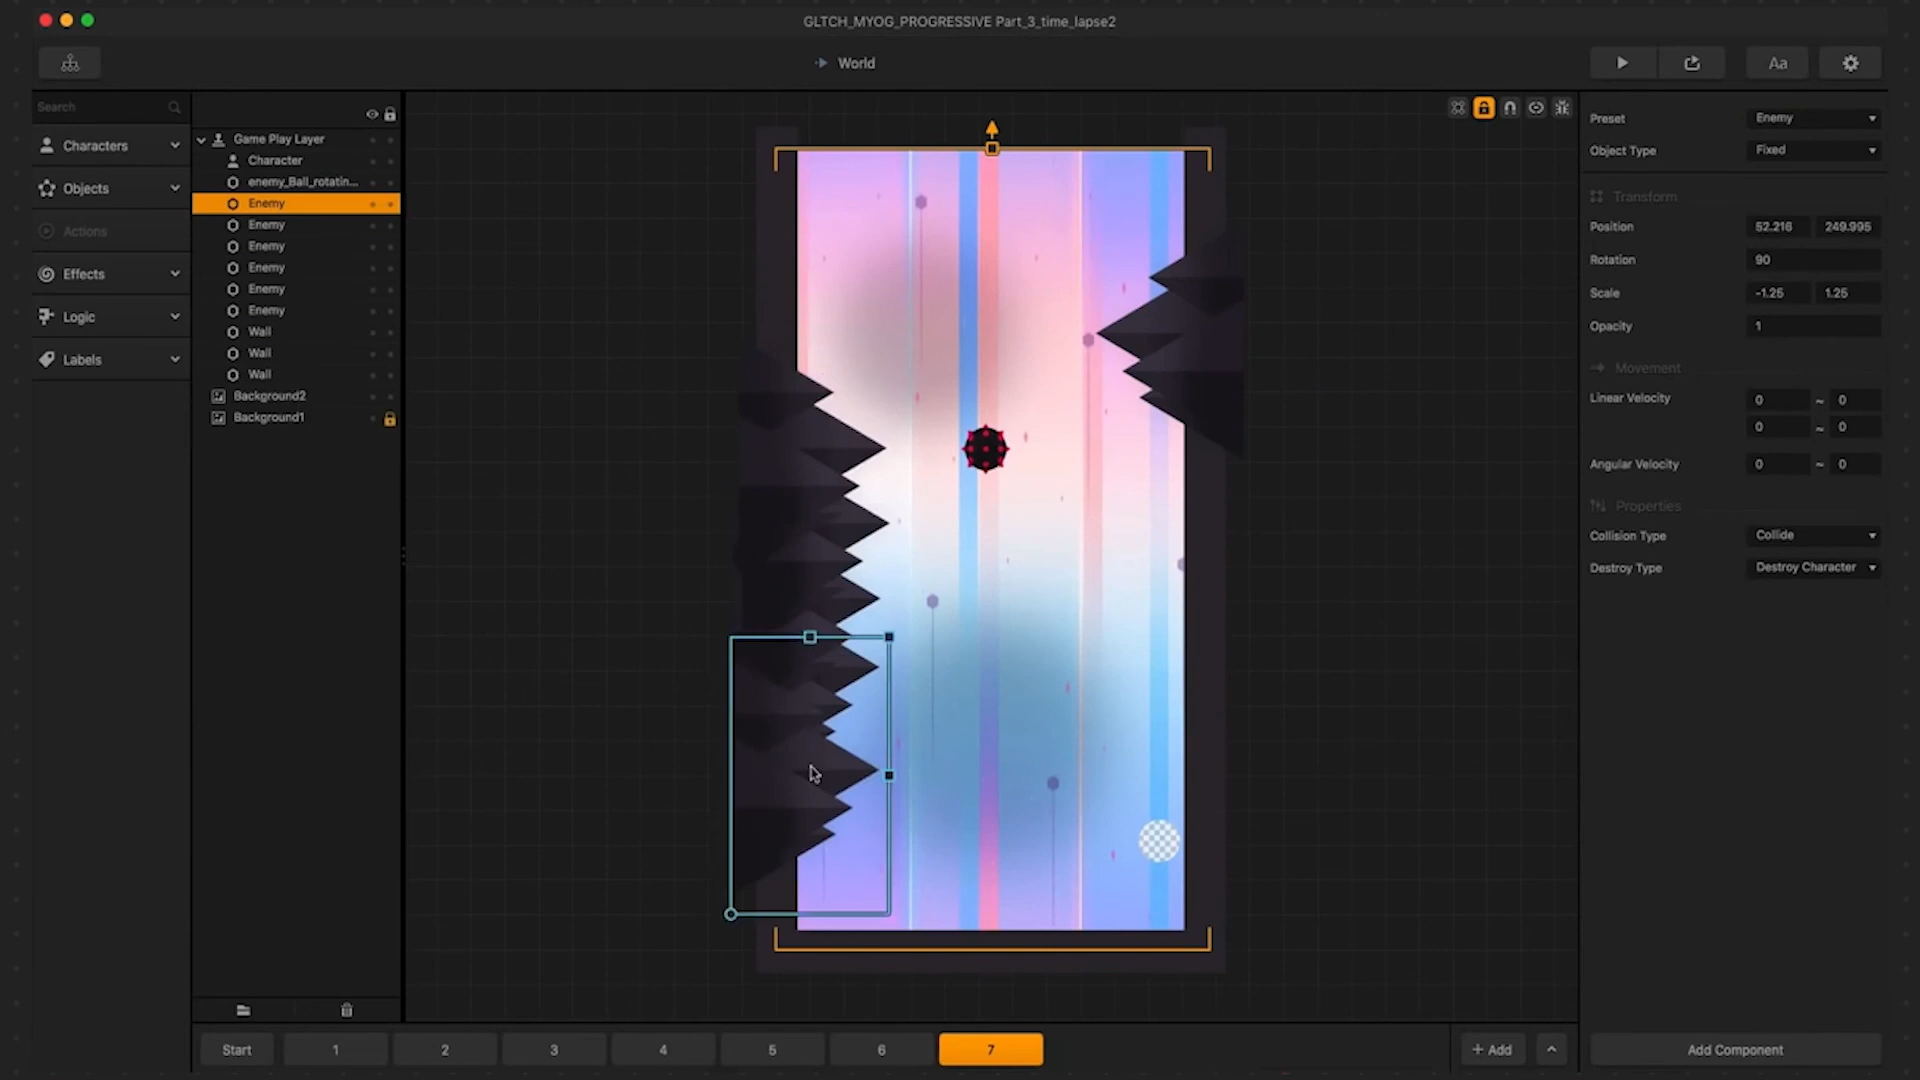 GLTCH_MYOG_PROGRESSIVE Part_3_time_lapse2
World
Aa
Search
Characters
Objects
Actions
Effects
Logic
Labels
Game Play Layer
Character
enemy_Ball_rotatin...
Enemy
Enemy
Enemy
Enemy
Enemy
Enemy
Wall
Wall
Wall
Background2
Background1
Preset Enemy
Object Type Fixed
Transform
Position 52.216 249.995
Rotation 90
Scale -1.25 1.25
Opacity 1
Movement
Linear Velocity 0 ~ 0
0 ~ 0
Angular Velocity 0 ~ 0
Properties
Collision Type Collide
Destroy Type Destroy Character
Start 1 2 3 4 5 6 7
+ Add
Add Component